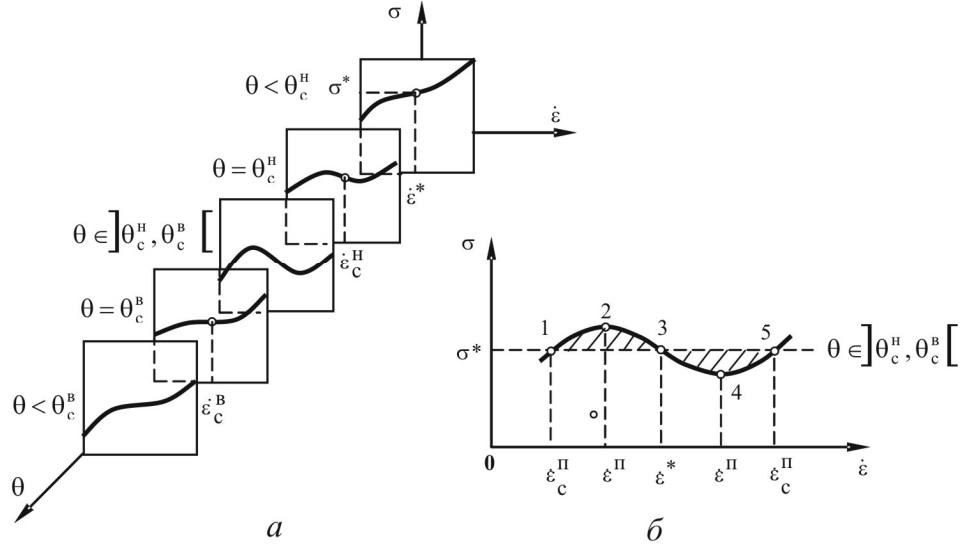 σ
θ < θ_c^н σ*
ε̇
θ = θ_c^н
ε̇*
θ ∈ ]θ_c^н, θ_c^в [
ε̇_c^н
θ = θ_c^в
ε̇_c^в
θ < θ_c^в
θ
а
σ
1 2 3 5
σ*
θ ∈ ]θ_c^н, θ_c^в [
4
0
ε̇_c^п ε̇^п ε̇* ε̇^п ε̇_c^п ε̇
б